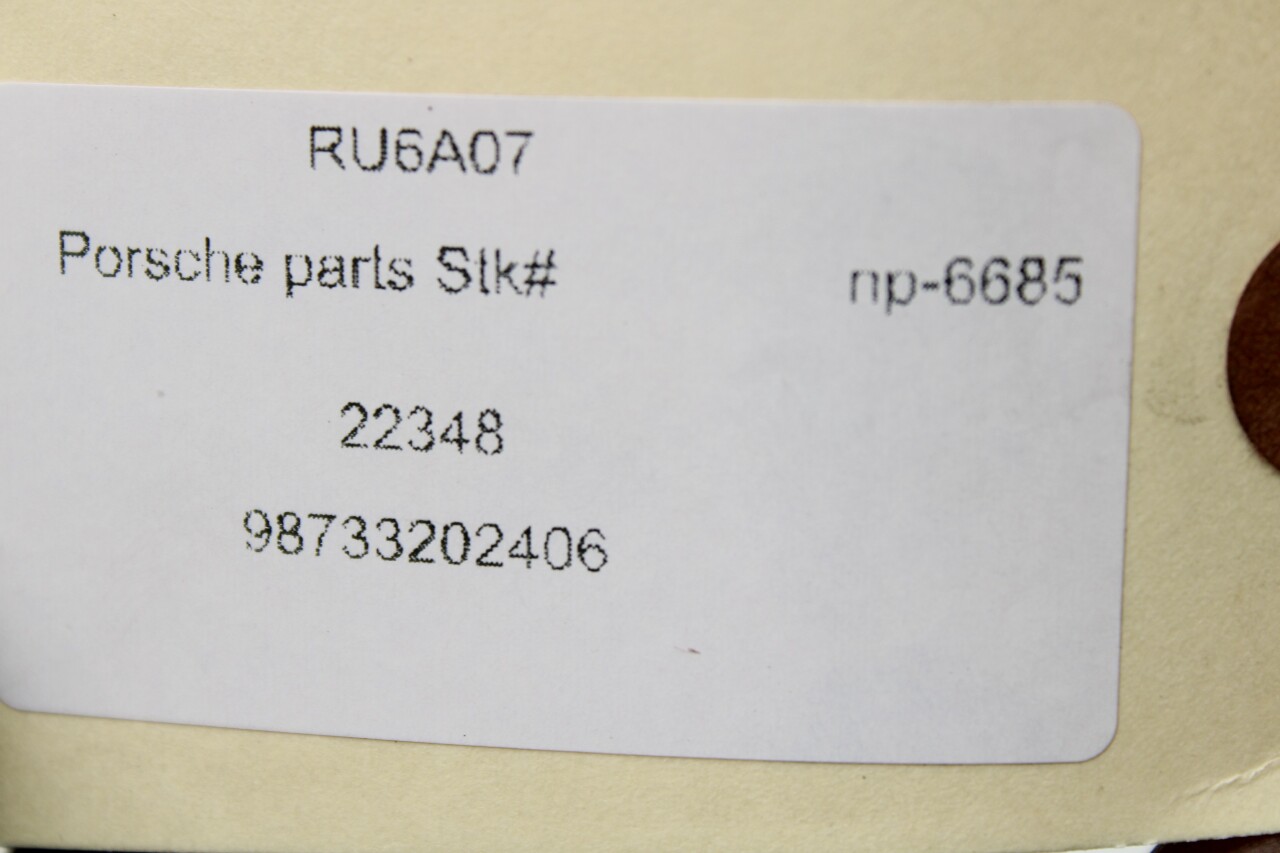 RU6A07
Porsche parts Stk# np-6685
22348
98733202406